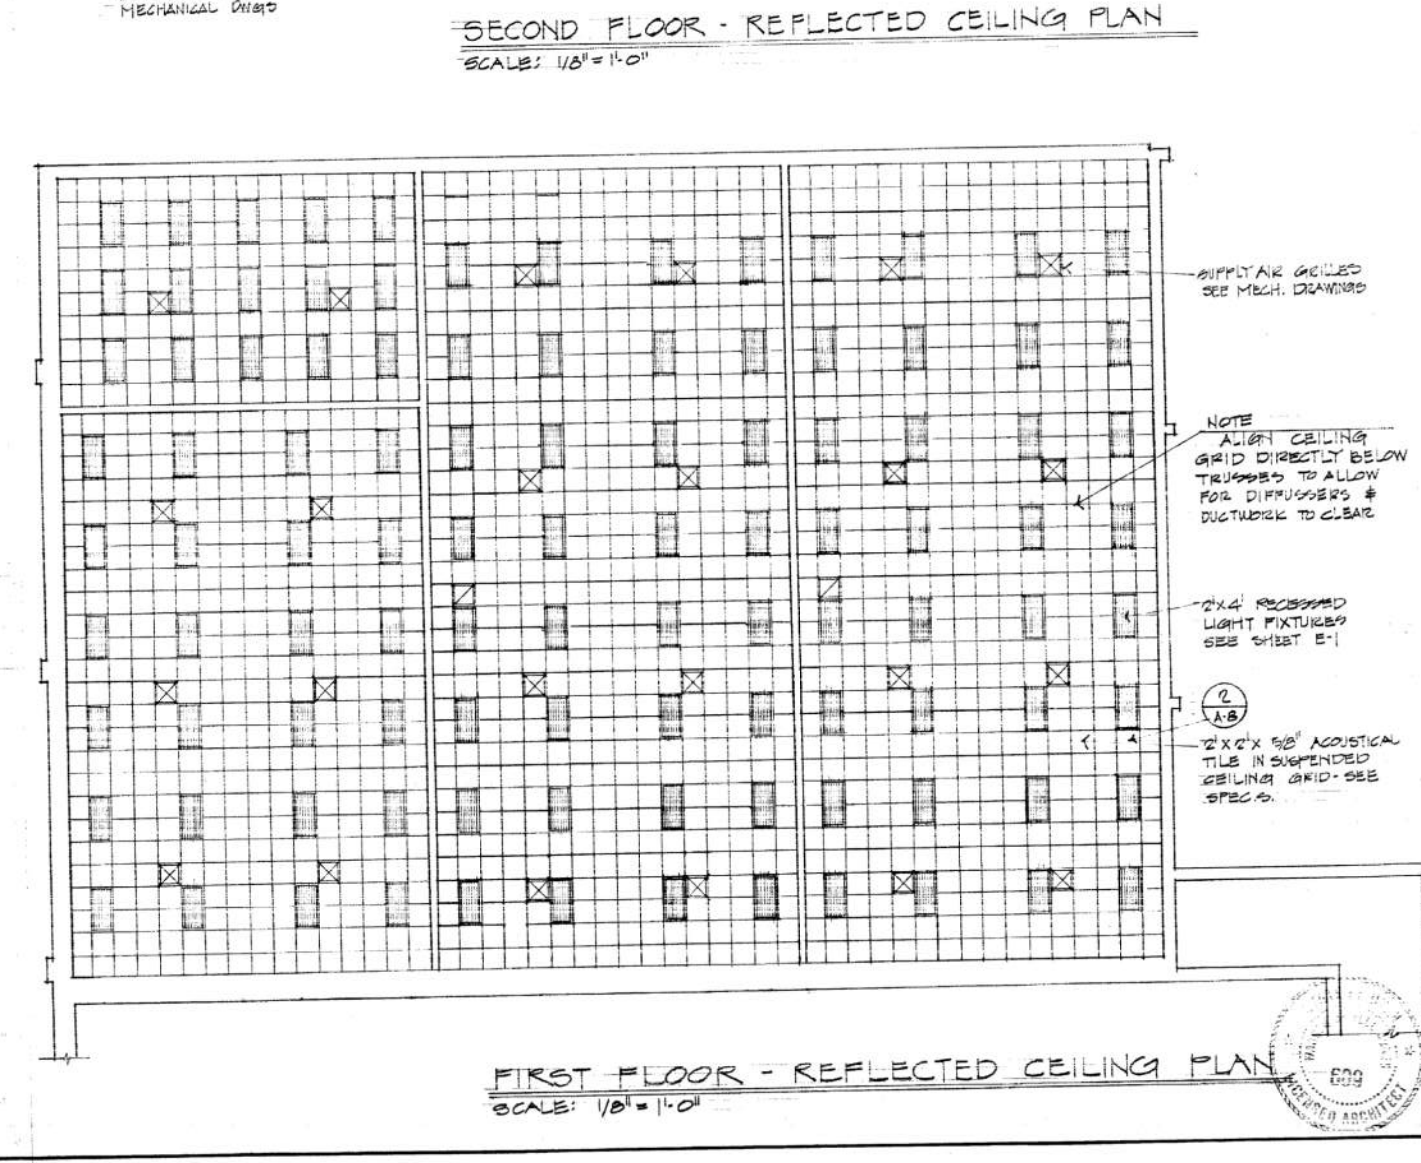 MECHANICAL DWGS
SECOND FLOOR - REFLECTED CEILING PLAN
SCALE: 1/8" = 1'-0"
SUPPLY AIR GRILLES
SEE MECH. DRAWINGS
NOTE
ALIGN CEILING
GRID DIRECTLY BELOW
TRUSSES TO ALLOW
FOR DIFFUSSERS &
DUCTWORK TO CLEAR
2'X4' RECESSED
LIGHT FIXTURES
SEE SHEET E-1
2
A-8
2'X2'X 5/8" ACOUSTICAL
TILE IN SUSPENDED
CEILING GRID - SEE
SPEC.S.
FIRST FLOOR - REFLECTED CEILING PLAN
SCALE: 1/8" = 1'-0"
LICENSED ARCHITECT